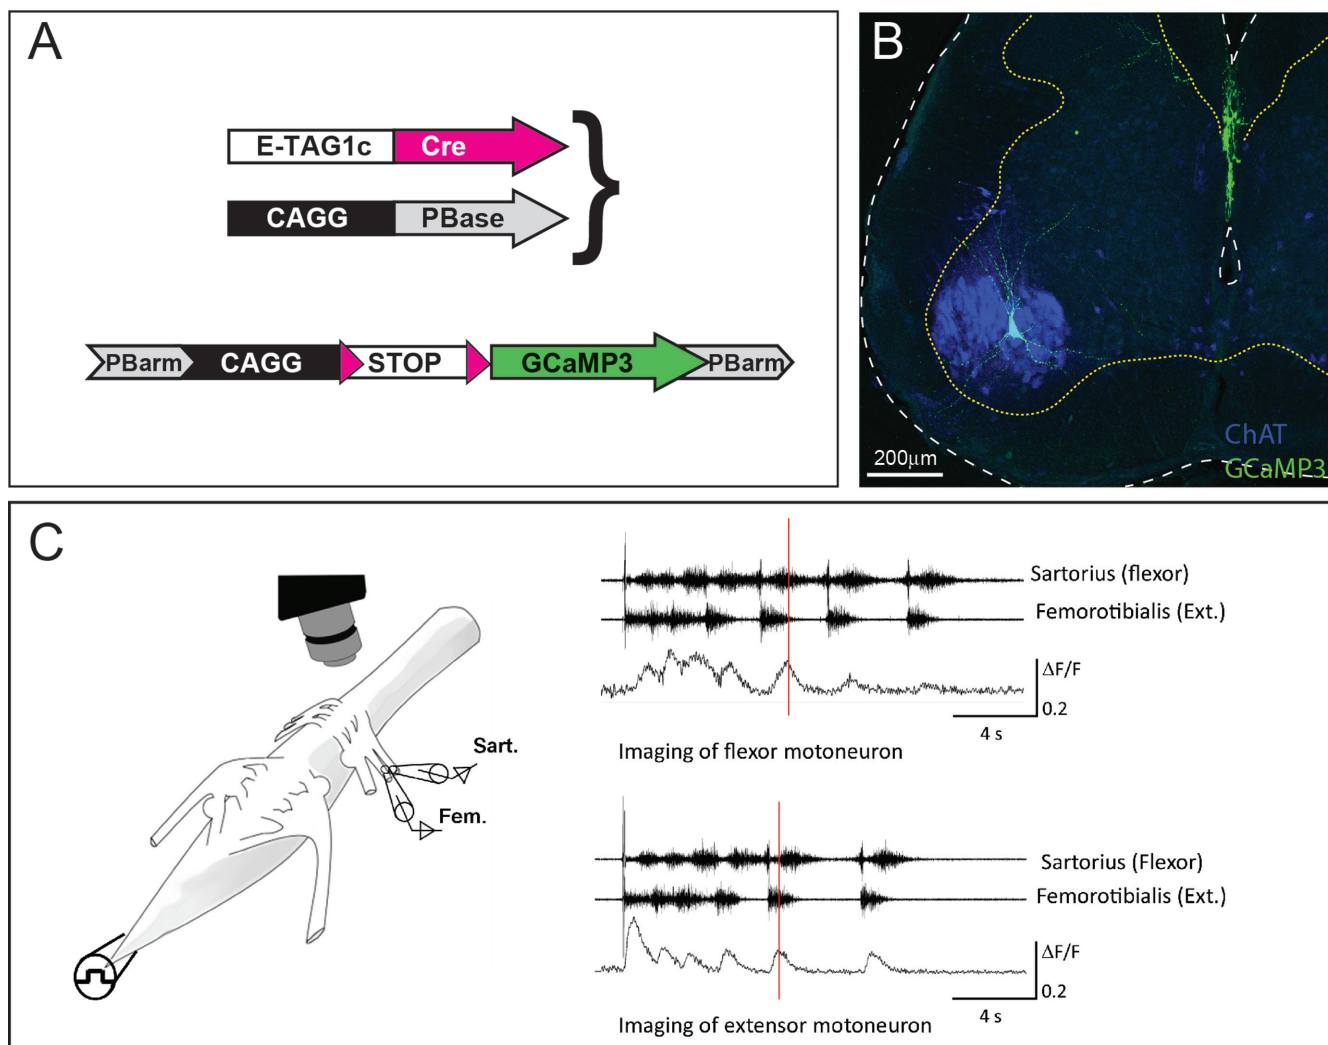 A
E-TAG1c Cre
CAGG PBase
}
PBarm CAGG STOP GCaMP3 PBarm
B
ChAT
GCaMP3
200µm
C
Sart.
Fem.
Sartorius (flexor)
Femorotibialis (Ext.)
ΔF/F
0.2
4 s
Imaging of flexor motoneuron
Sartorius (Flexor)
Femorotibialis (Ext.)
ΔF/F
0.2
4 s
Imaging of extensor motoneuron